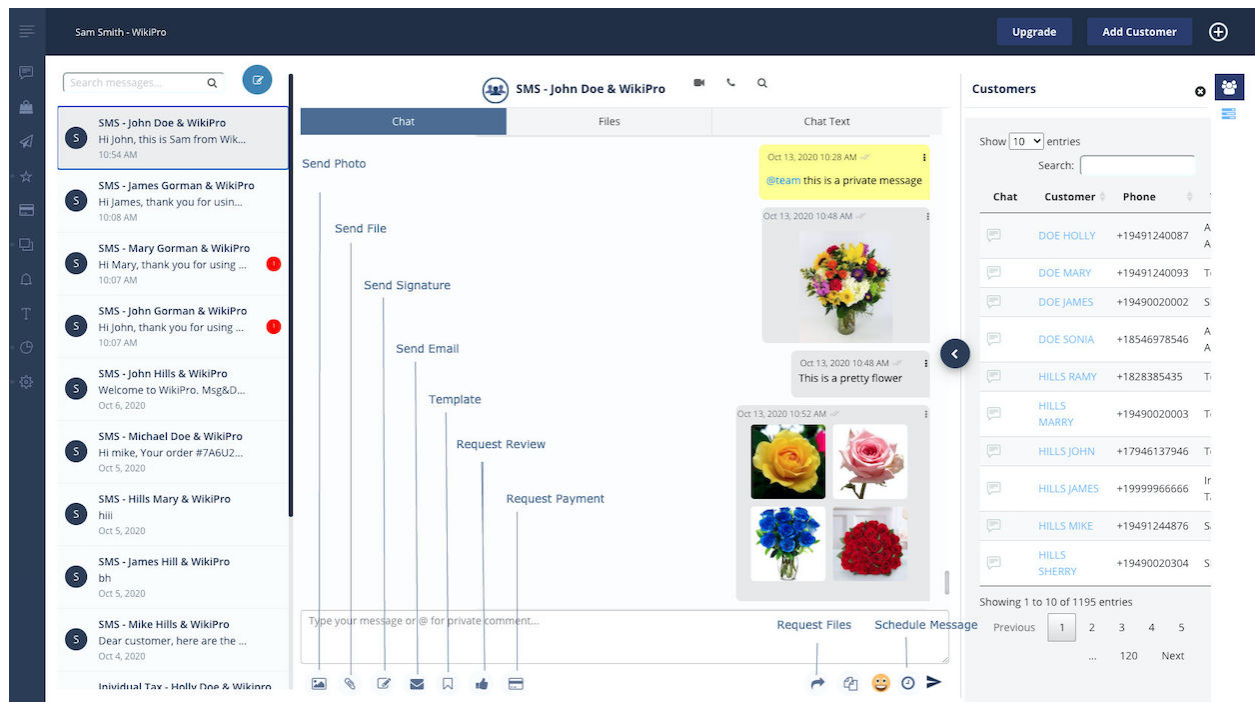 Sam Smith - WikiPro
Upgrade
Add Customer
Search messages...
S
SMS - John Doe & WikiPro
Hi John, this is Sam from Wik...
10:54 AM
S
SMS - James Gorman & WikiPro
Hi James, thank you for usin...
10:08 AM
S
SMS - Mary Gorman & WikiPro
Hi Mary, thank you for using ...
1
10:07 AM
S
SMS - John Gorman & WikiPro
Hi John, thank you for using ...
1
10:07 AM
S
SMS - John Hills & WikiPro
Welcome to WikiPro. Msg&D...
Oct 6, 2020
S
SMS - Michael Doe & WikiPro
Hi mike, Your order #7A6U2...
Oct 5, 2020
S
SMS - Hills Mary & WikiPro
hiii
Oct 5, 2020
S
SMS - James Hill & WikiPro
bh
Oct 5, 2020
S
SMS - Mike Hills & WikiPro
Dear customer, here are the ...
Oct 4, 2020
Inividual Tax - Holly Doe & Wikipro
SMS - John Doe & WikiPro
Chat
Files
Chat Text
Send Photo
Send File
Send Signature
Send Email
Template
Request Review
Request Payment
Oct 13, 2020 10:28 AM
@team this is a private message
Oct 13, 2020 10:48 AM
Oct 13, 2020 10:48 AM
This is a pretty flower
Oct 13, 2020 10:52 AM
Type your message or @ for private comment...
Request Files
Schedule Message
Customers
Show 10 entries
Search:
Chat Customer Phone
DOE HOLLY +19491240087 A
A
DOE MARY +19491240093
DOE JAMES +19490020002 S
DOE SONIA +18546978546 A
A
HILLS RAMY +1828385435
HILLS
MARRY
+19490020003
HILLS JOHN +17946137946
HILLS JAMES +19999966666
HILLS MIKE +19491244876
HILLS
SHERRY
+19490020304 S
Showing 1 to 10 of 1195 entries
Previous 1 2 3 4 5
... 120 Next